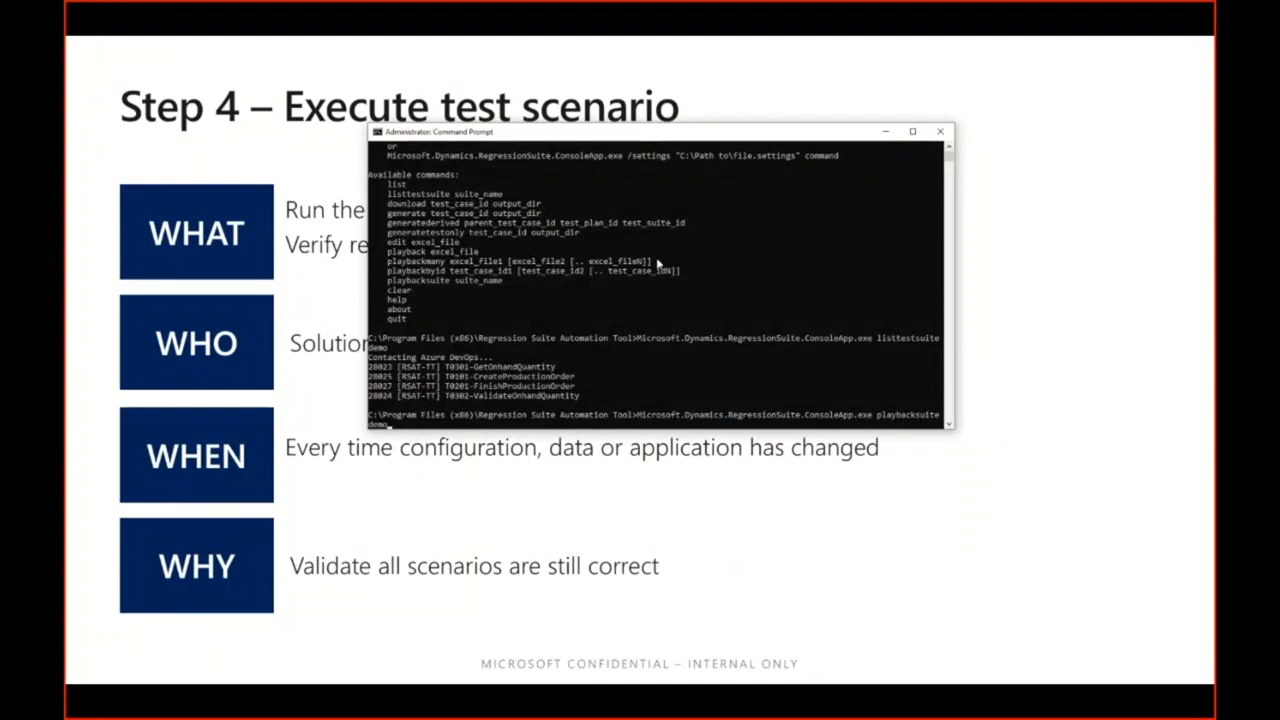 Step 4 – Execute test scenario
Administrator: Command Prompt
or
Microsoft.Dynamics.RegressionSuite.ConsoleApp.exe /settings "C:\Path to\file.settings" command
Available commands:
list
listtestsuite suite_name
download test_case_id output_dir
generate test_case_id output_dir
generatederived parent_test_case_id test_plan_id test_suite_id
generatetestonly test_case_id output_dir
edit excel_file
playback excel_file
playbackmany excel_file1 [excel_file2 [.. excel_fileN]]
playbackbyid test_case_id1 [test_case_id2 [.. test_case_idN]]
playbacksuite suite_name
clear
help
about
quit
C:\Program Files (x86)\Regression Suite Automation Tool>Microsoft.Dynamics.RegressionSuite.ConsoleApp.exe listtestsuite
demo
Contacting Azure DevOps...
28023 [RSAT-TT] T0301-GetOnhandQuantity
28025 [RSAT-TT] T0101-CreateProductionOrder
28027 [RSAT-TT] T0201-FinishProductionOrder
28024 [RSAT-TT] T0302-ValidateOnhandQuantity
C:\Program Files (x86)\Regression Suite Automation Tool>Microsoft.Dynamics.RegressionSuite.ConsoleApp.exe playbacksuite
demo_
WHAT
Run the
Verify re
WHO
Solution
WHEN
Every time configuration, data or application has changed
WHY
Validate all scenarios are still correct
MICROSOFT CONFIDENTIAL – INTERNAL ONLY